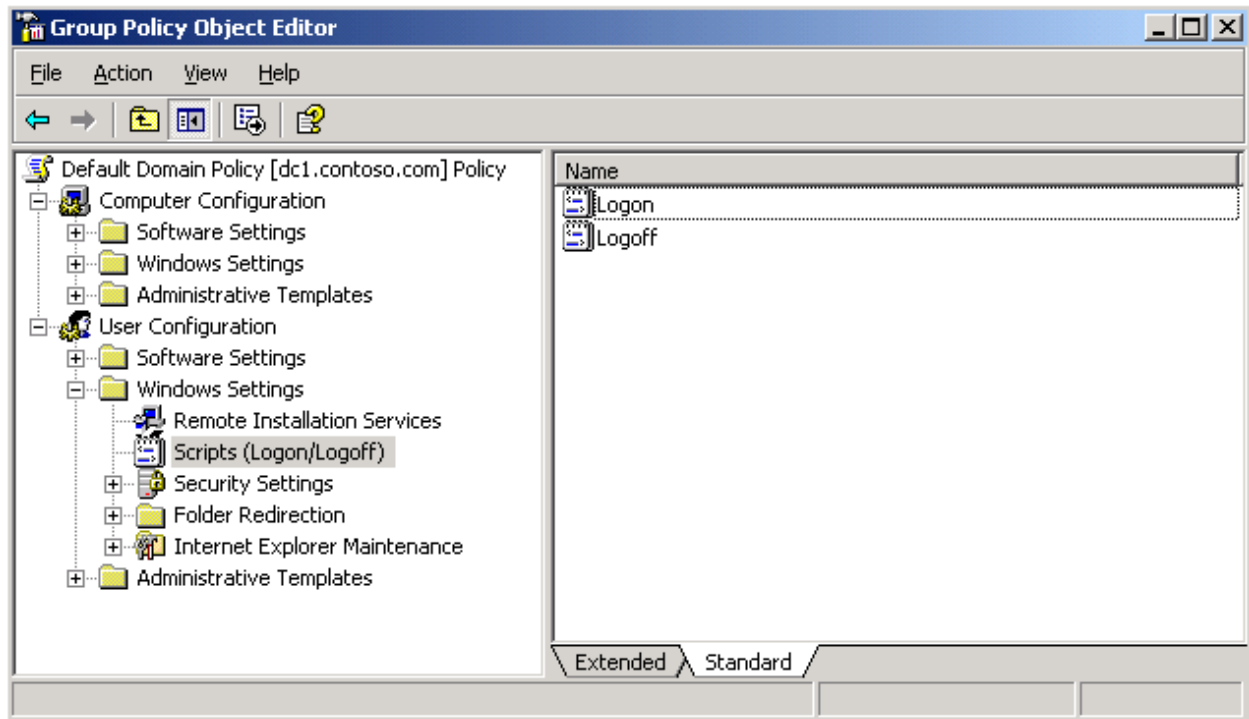 Group Policy Object Editor
File Action View Help
Default Domain Policy [dc1.contoso.com] Policy
Computer Configuration
Software Settings
Windows Settings
Administrative Templates
User Configuration
Software Settings
Windows Settings
Remote Installation Services
Scripts (Logon/Logoff)
Security Settings
Folder Redirection
Internet Explorer Maintenance
Administrative Templates
Name
Logon
Logoff
Extended Standard